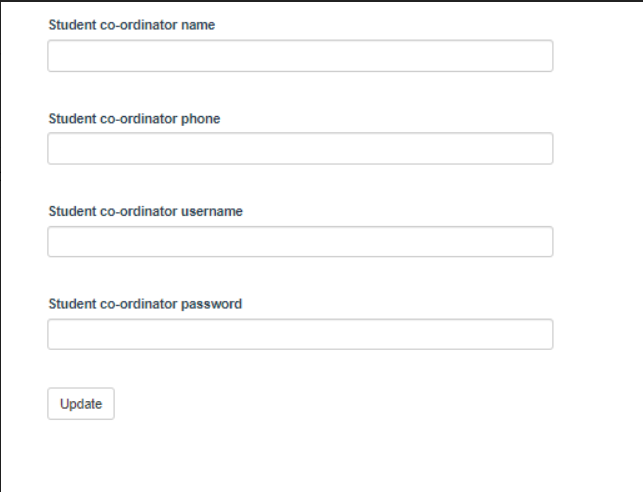 Student co-ordinator name
Student co-ordinator phone
Student co-ordinator username
Student co-ordinator password
Update